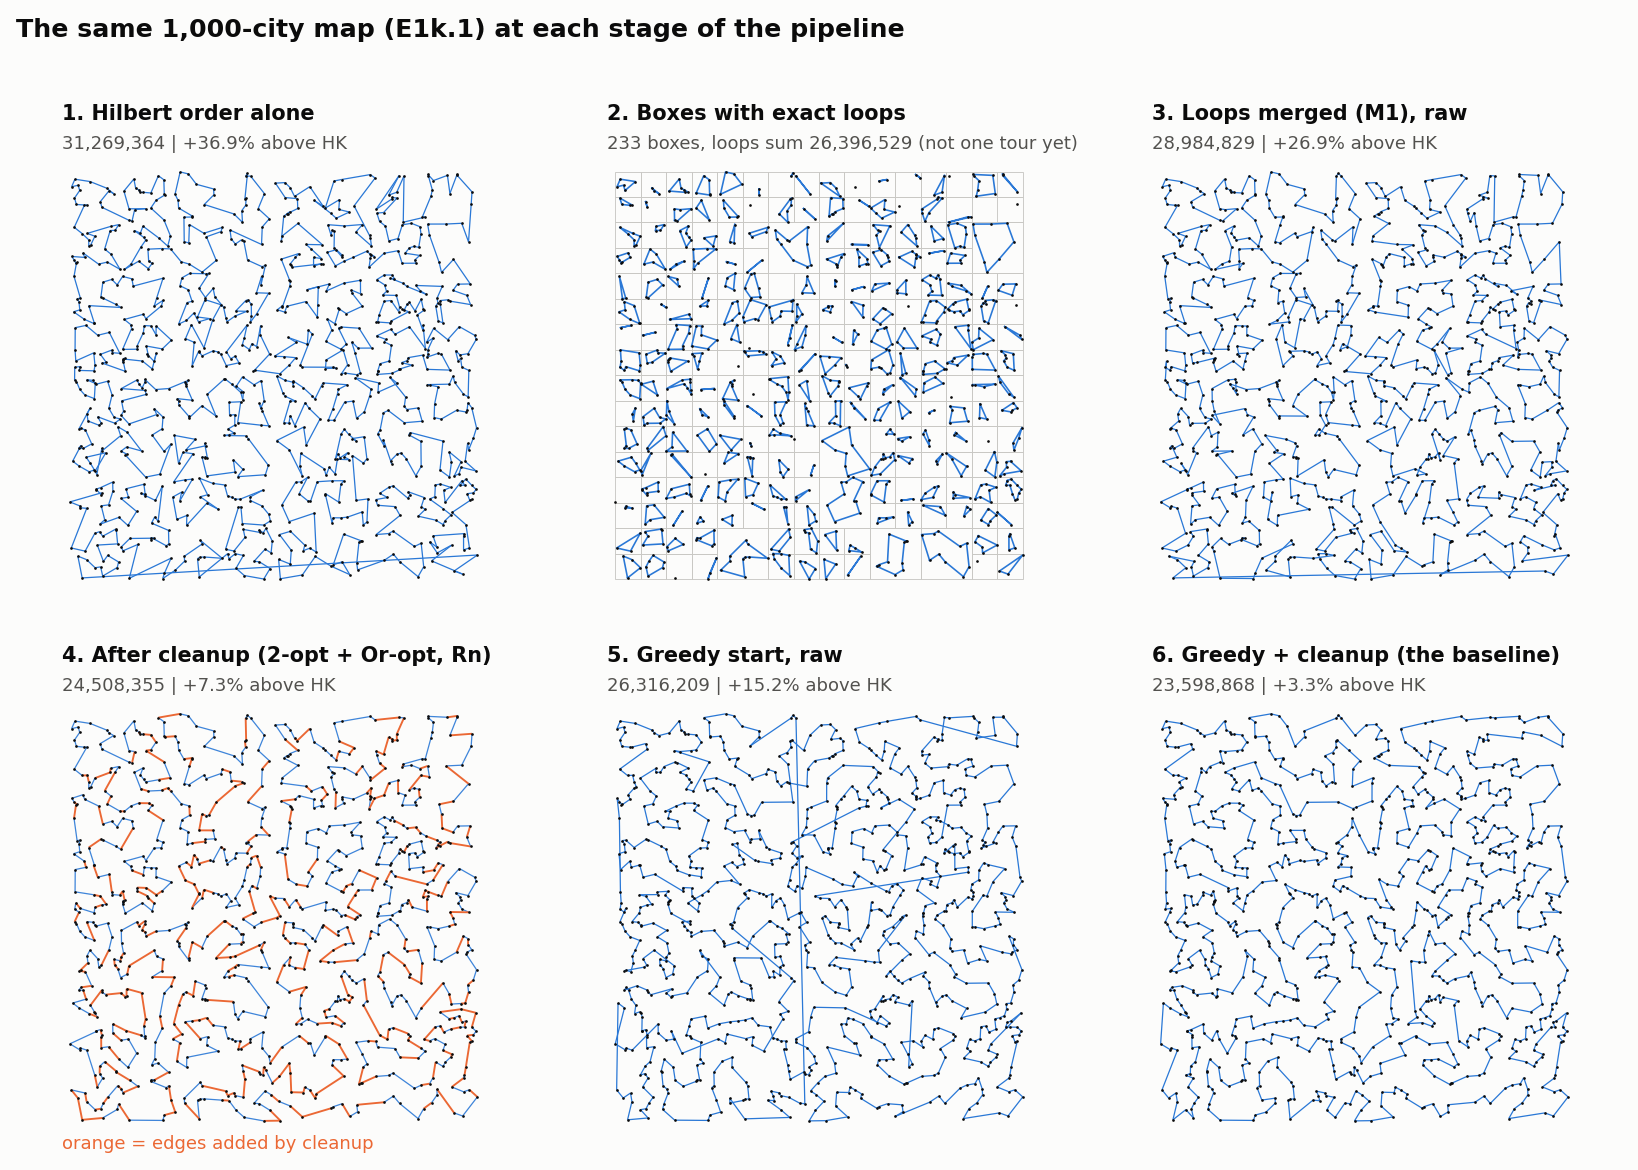 The same 1,000-city map (E1k.1) at each stage of the pipeline
1. Hilbert order alone
31,269,364 | +36.9% above HK
2. Boxes with exact loops
233 boxes, loops sum 26,396,529 (not one tour yet)
3. Loops merged (M1), raw
28,984,829 | +26.9% above HK
4. After cleanup (2-opt + Or-opt, Rn)
24,508,355 | +7.3% above HK
orange = edges added by cleanup
5. Greedy start, raw
26,316,209 | +15.2% above HK
6. Greedy + cleanup (the baseline)
23,598,868 | +3.3% above HK